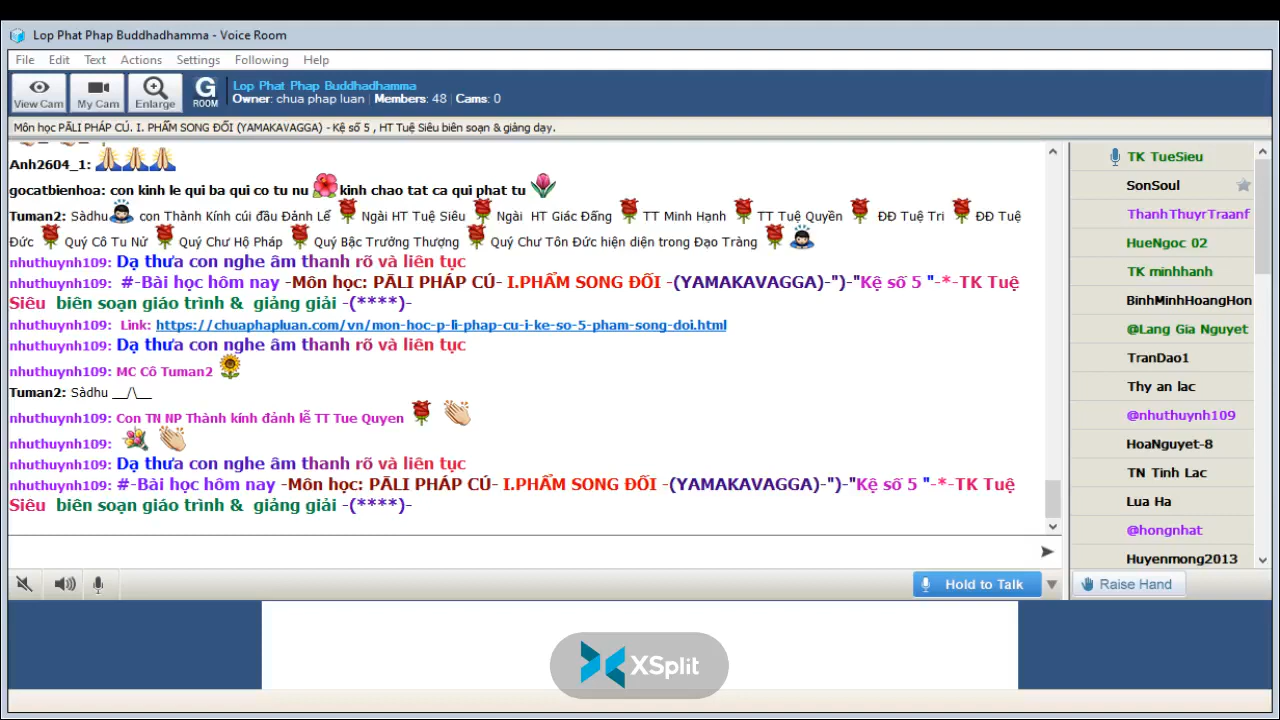 Lop Phat Phap Buddhadhamma - Voice Room
File Edit Text Actions Settings Following Help
View Cam My Cam Enlarge G ROOM
Lop Phat Phap Buddhadhamma
Owner: chua phap luan | Members: 48 | Cams: 0
Môn học PĀLI PHÁP CÚ. I. PHẨM SONG ĐỐI (YAMAKAVAGGA) - Kệ số 5 , HT Tuệ Siêu biên soạn & giảng dạy.
Anh2604_1:
gocatbienhoa: con kinh le qui ba qui co tu nu kinh chao tat ca qui phat tu
Tuman2: Sàdhu con Thành Kính cúi đầu Đảnh Lể Ngài HT Tuệ Siêu Ngài HT Giác Đẳng TT Minh Hạnh TT Tuệ Quyền ĐĐ Tuệ Tri ĐĐ Tuệ
Đức Quý Cô Tu Nử Quý Chư Hộ Pháp Quý Bậc Trưởng Thượng Quý Chư Tôn Đức hiện diện trong Đạo Tràng
nhuthuynh109: Dạ thưa con nghe âm thanh rõ và liên tục
nhuthuynh109: #-Bài học hôm nay -Môn học: PĀLI PHÁP CÚ- I.PHẨM SONG ĐỐI -(YAMAKAVAGGA)-")-"Kệ số 5 "-*-TK Tuệ
Siêu biên soạn giáo trình & giảng giải -(****)-
nhuthuynh109: Link: https://chuaphapluan.com/vn/mon-hoc-p-li-phap-cu-i-ke-so-5-pham-song-doi.html
nhuthuynh109: Dạ thưa con nghe âm thanh rõ và liên tục
nhuthuynh109: MC Cô Tuman2
Tuman2: Sàdhu __/\__
nhuthuynh109: Con TN NP Thành kính đảnh lễ TT Tue Quyen
nhuthuynh109:
nhuthuynh109: Dạ thưa con nghe âm thanh rõ và liên tục
nhuthuynh109: #-Bài học hôm nay -Môn học: PĀLI PHÁP CÚ- I.PHẨM SONG ĐỐI -(YAMAKAVAGGA)-")-"Kệ số 5 "-*-TK Tuệ
Siêu biên soạn giáo trình & giảng giải -(****)-
Hold to Talk
TK TueSieu
SonSoul
ThanhThuyrTraanf
HueNgoc 02
TK minhhanh
BinhMinhHoangHon
@Lang Gia Nguyet
TranDao1
Thy an lac
@nhuthuynh109
HoaNguyet-8
TN Tinh Lac
Lua Ha
@hongnhat
Huyenmong2013
Raise Hand
XSplit